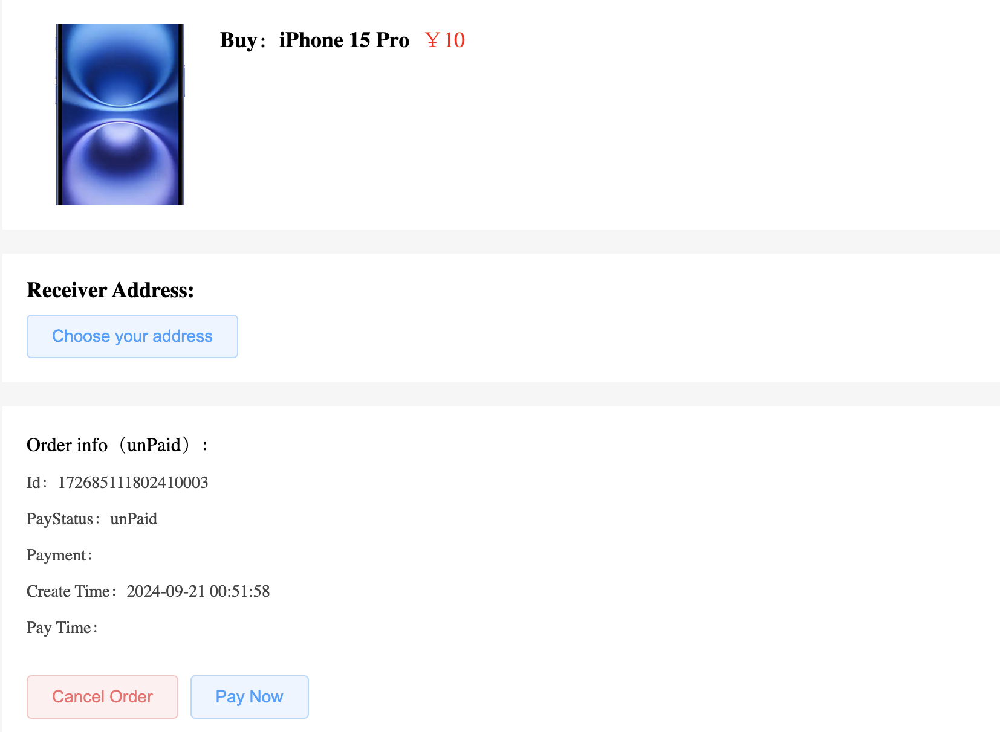 Buy：iPhone 15 Pro ￥10
Receiver Address:
Choose your address
Order info（unPaid）:
Id：172685111802410003
PayStatus：unPaid
Payment：
Create Time：2024-09-21 00:51:58
Pay Time：
Cancel Order Pay Now